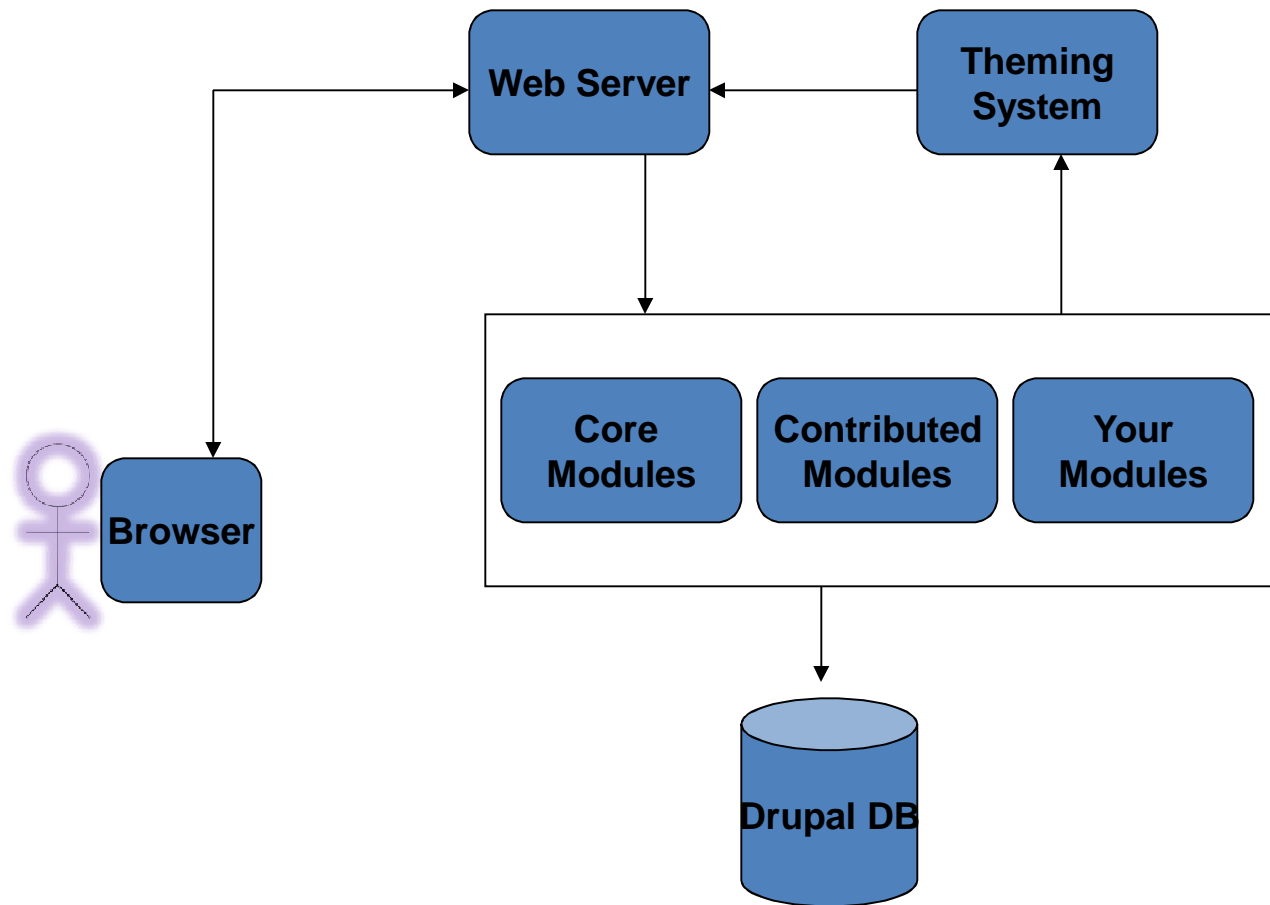 Web Server
Theming
System
Core
Modules
Contributed
Modules
Your
Modules
Browser
Drupal DB